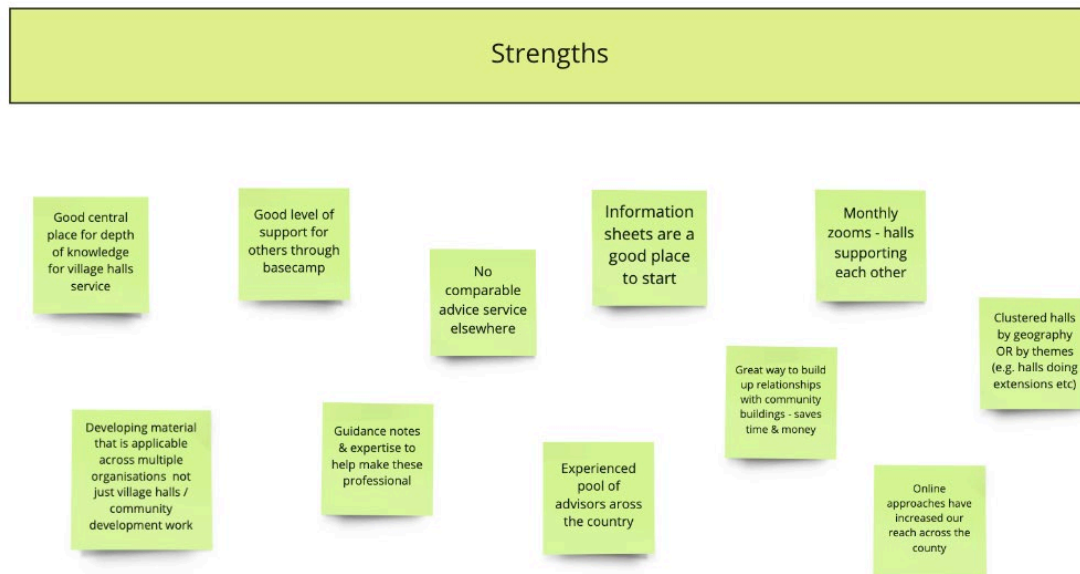 Strengths
Good central
place for depth
of knowledge
for village halls
service
Good level of
support for
others through
basecamp
No
comparable
advice service
elsewhere
Information
sheets are a
good place
to start
Monthly
zooms - halls
supporting
each other
Clustered halls
by geography
OR by themes
(e.g. halls doing
extensions etc)
Developing material
that is applicable
across multiple
organisations not
just village halls /
community
development work
Guidance notes
& expertise to
help make these
professional
Experienced
pool of
advisors aross
the country
Great way to build
up relationships
with community
buildings - saves
time & money
Online
approaches have
increased our
reach across the
county